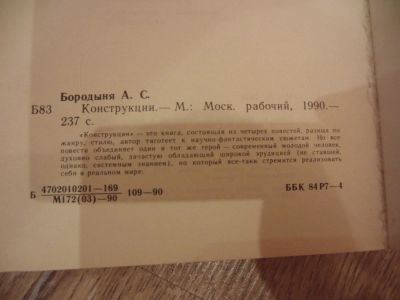 Бородыня А. С.
Б83 Конструкции.— М.: Моск. рабочий, 1990.—
237 с.
«Конструкции» — это книга, состоящая из четырех повестей, разных по
жанру, стилю, автор тяготеет к научно-фантастическим сюжетам. Но все
повести объединяет один и тот же герой — современный молодой человек,
духовно слабый, зачастую обладающий широкой эрудицией (не ставшей,
однако, системным знанием), но который все-таки стремится реализовать
себя в реальном мире.
Б 4702010201—169
М172(03)—90 109—90 ББК 84Р7—4